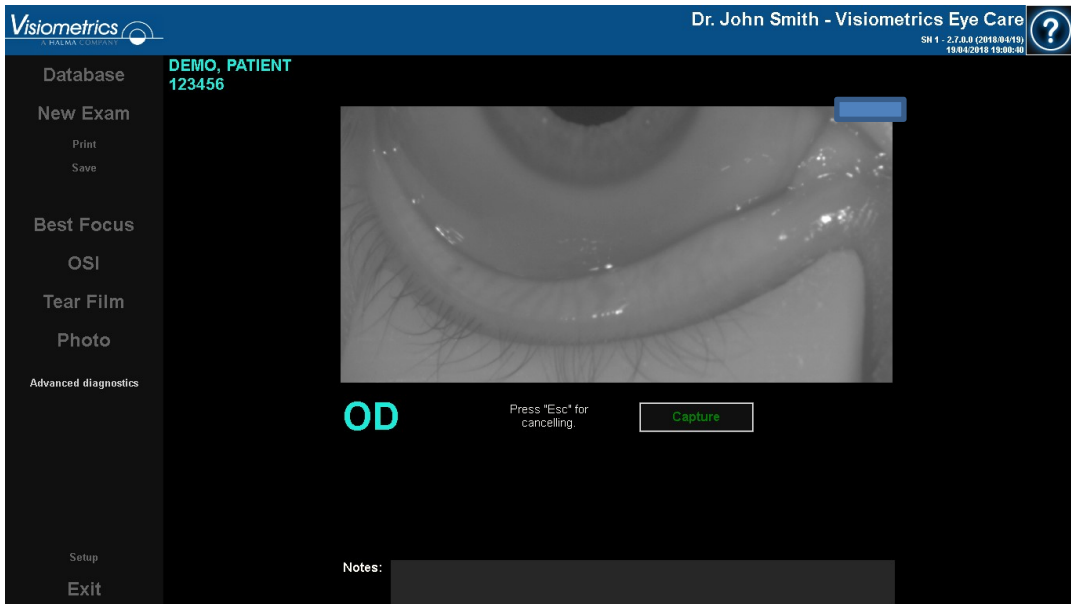 Visiometrics
A HALMA COMPANY
Dr. John Smith - Visiometrics Eye Care
SN 1 - 2.7.0.0 (2018/04/19)
19/04/2018 19:00:40
?
Database
New Exam
Print
Save
Best Focus
OSI
Tear Film
Photo
Advanced diagnostics
Setup
Exit
DEMO, PATIENT
123456
OD
Press "Esc" for
cancelling.
Capture
Notes: